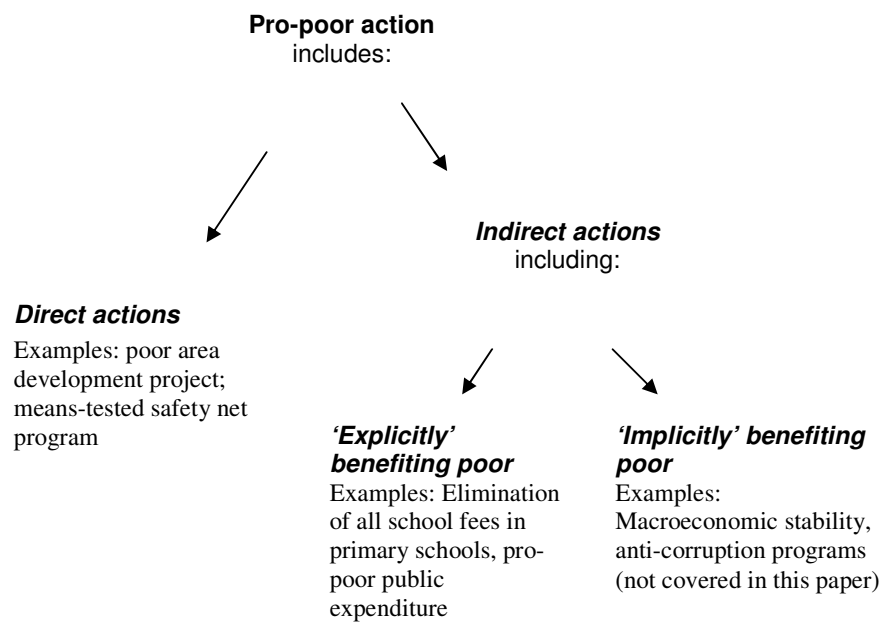 Pro-poor action
includes:
Indirect actions
including:
Direct actions
Examples: poor area
development project;
means-tested safety net
program
‘Explicitly’
benefiting poor
Examples: Elimination
of all school fees in
primary schools, pro-
poor public
expenditure
‘Implicitly’ benefiting
poor
Examples:
Macroeconomic stability,
anti-corruption programs
(not covered in this paper)